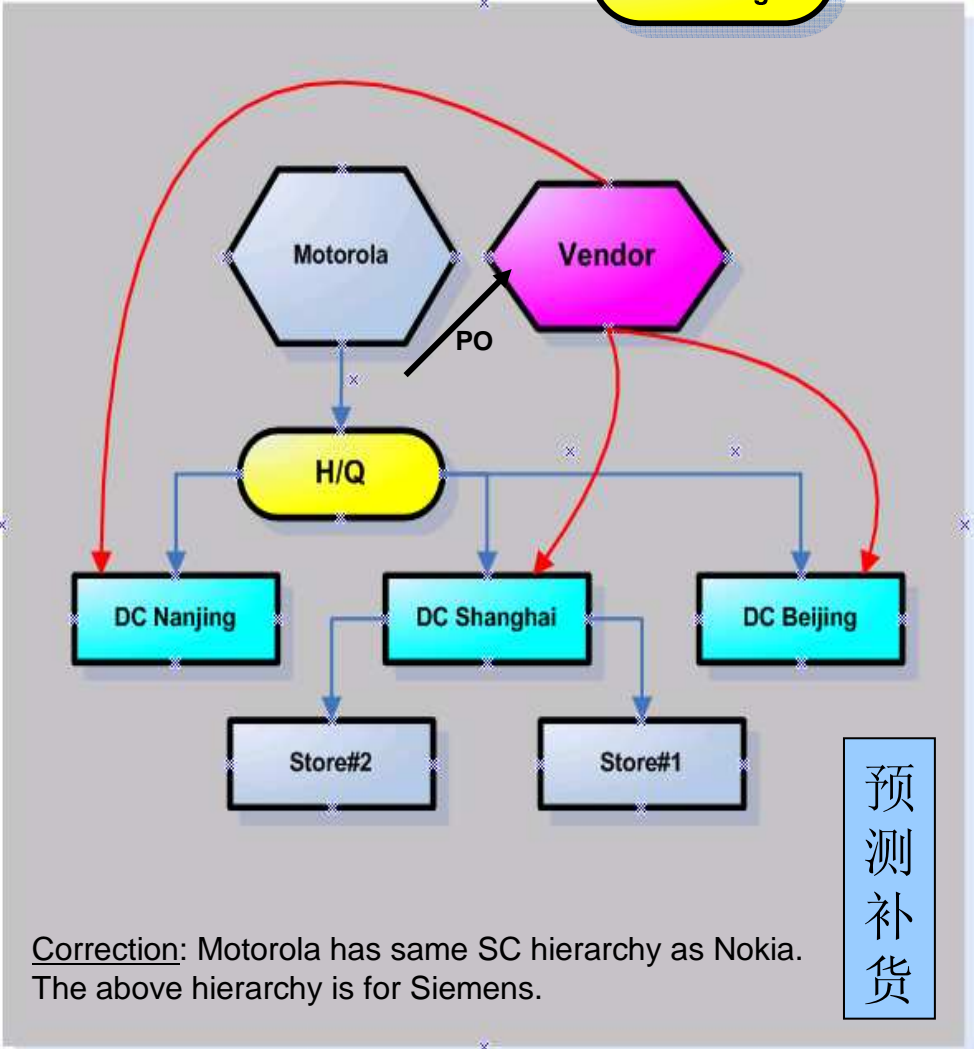 Motorola
Vendor
PO
H/Q
DC Nanjing
DC Shanghai
DC Beijing
Store#2
Store#1
预测补货
Correction: Motorola has same SC hierarchy as Nokia.
The above hierarchy is for Siemens.